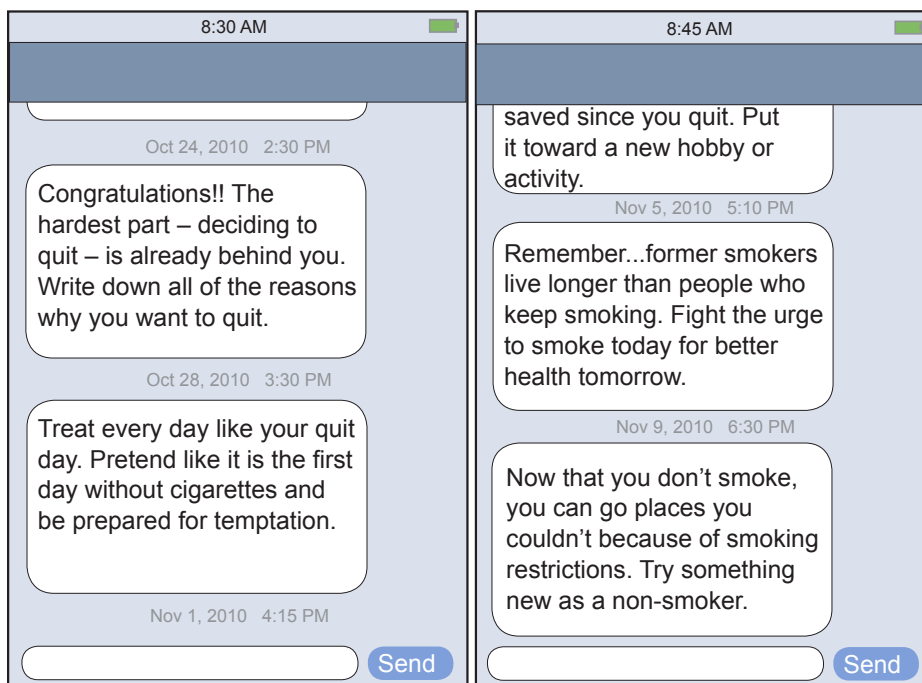 8:30 AM
Oct 24, 2010 2:30 PM
Congratulations!! The
hardest part – deciding to
quit – is already behind you.
Write down all of the reasons
why you want to quit.
Oct 28, 2010 3:30 PM
Treat every day like your quit
day. Pretend like it is the first
day without cigarettes and
be prepared for temptation.
Nov 1, 2010 4:15 PM
Send
8:45 AM
saved since you quit. Put
it toward a new hobby or
activity.
Nov 5, 2010 5:10 PM
Remember...former smokers
live longer than people who
keep smoking. Fight the urge
to smoke today for better
health tomorrow.
Nov 9, 2010 6:30 PM
Now that you don’t smoke,
you can go places you
couldn’t because of smoking
restrictions. Try something
new as a non-smoker.
Send